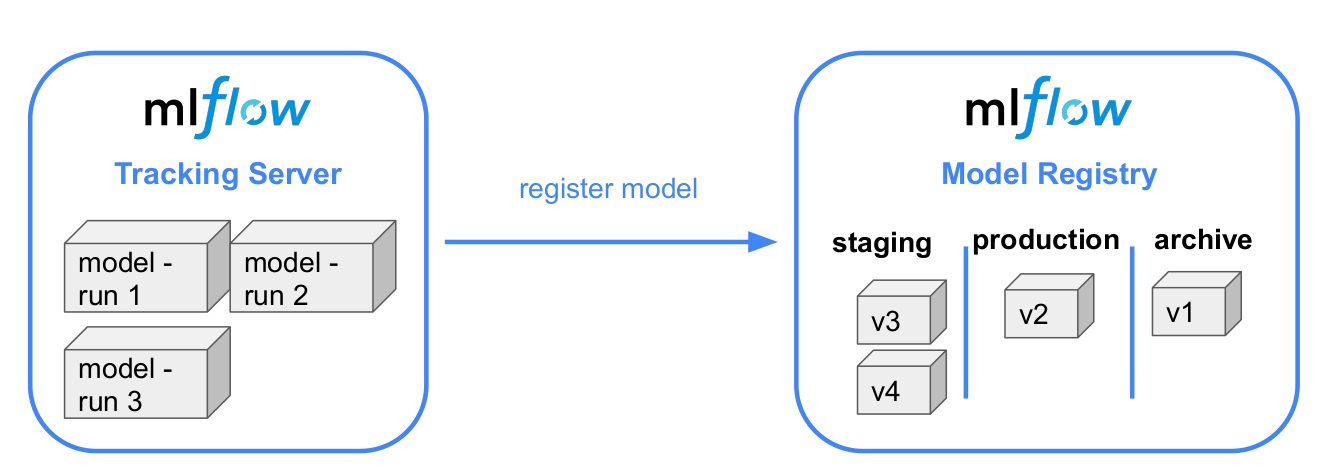 mlflow
Tracking Server
model -
run 1
model -
run 2
model -
run 3
register model
mlflow
Model Registry
staging
production
archive
v3
v4
v2
v1